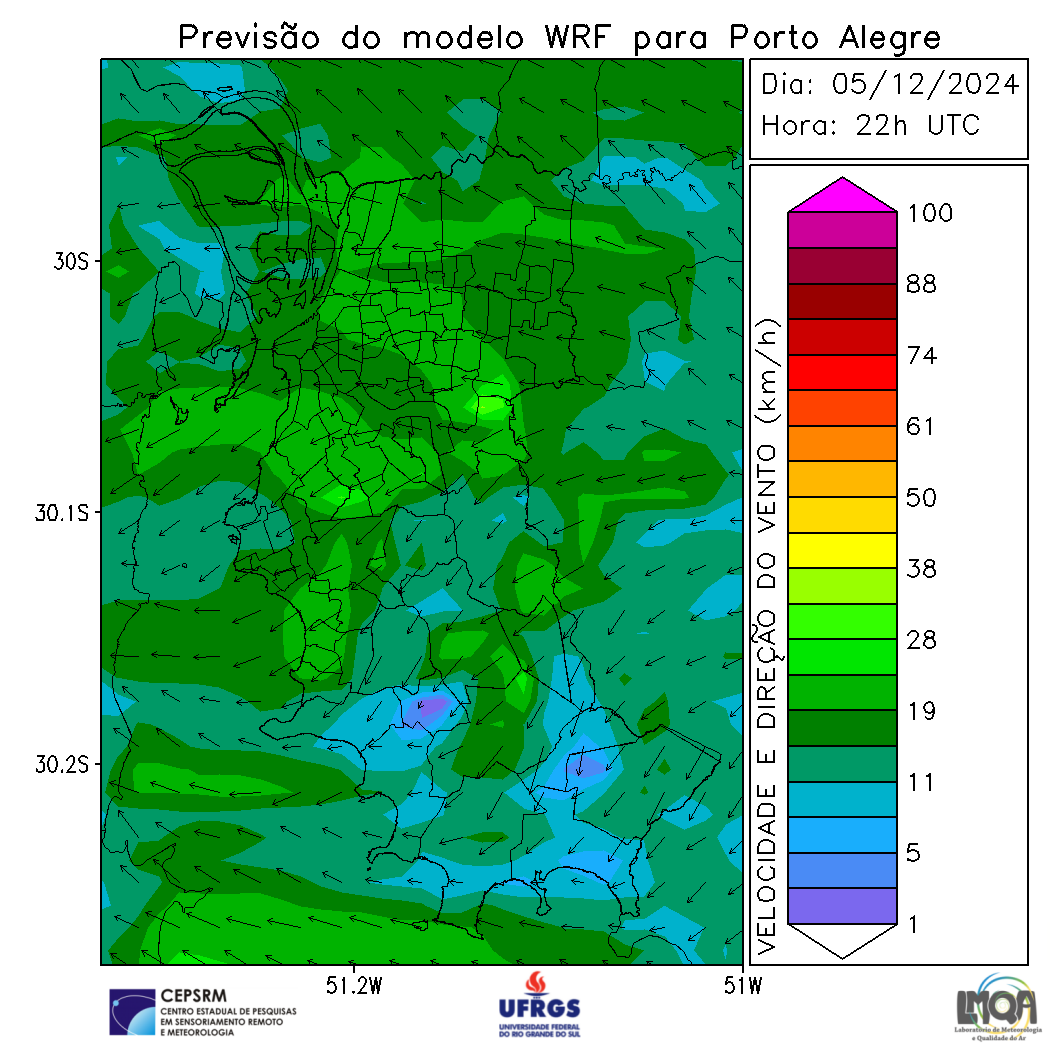 Previsão do modelo WRF para Porto Alegre
Dia: 05/12/2024
Hora: 22h UTC
30S
30.1S
30.2S
51.2W
51W
VELOCIDADE E DIREÇÃO DO VENTO (km/h)
100
88
74
61
50
38
28
19
11
5
1
CEPSRM
CENTRO ESTADUAL DE PESQUISAS
EM SENSORIAMENTO REMOTO
E METEOROLOGIA
UFRGS
UNIVERSIDADE FEDERAL
DO RIO GRANDE DO SUL
LMQA
Laboratório de Meteorologia
e Qualidade do Ar